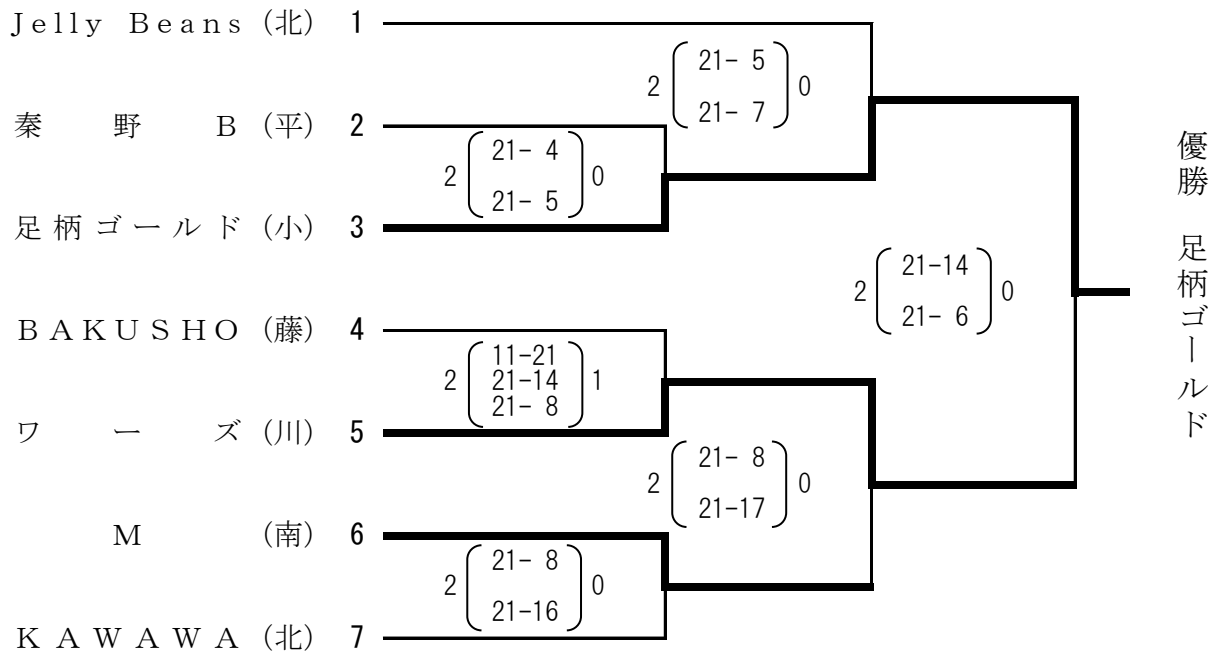 Jelly Beans (北) 1
2 21- 5 0
21- 7
秦野B (平) 2
2 21- 4 0
21- 5
足柄ゴールド (小) 3
2 21-14 0
21- 6
BAKUSHO (藤) 4
11-21
2 21-14 1
21- 8
ワーズ (川) 5
2 21- 8 0
21-17
M (南) 6
2 21- 8 0
21-16
KAWAWA (北) 7
優勝 足柄ゴールド